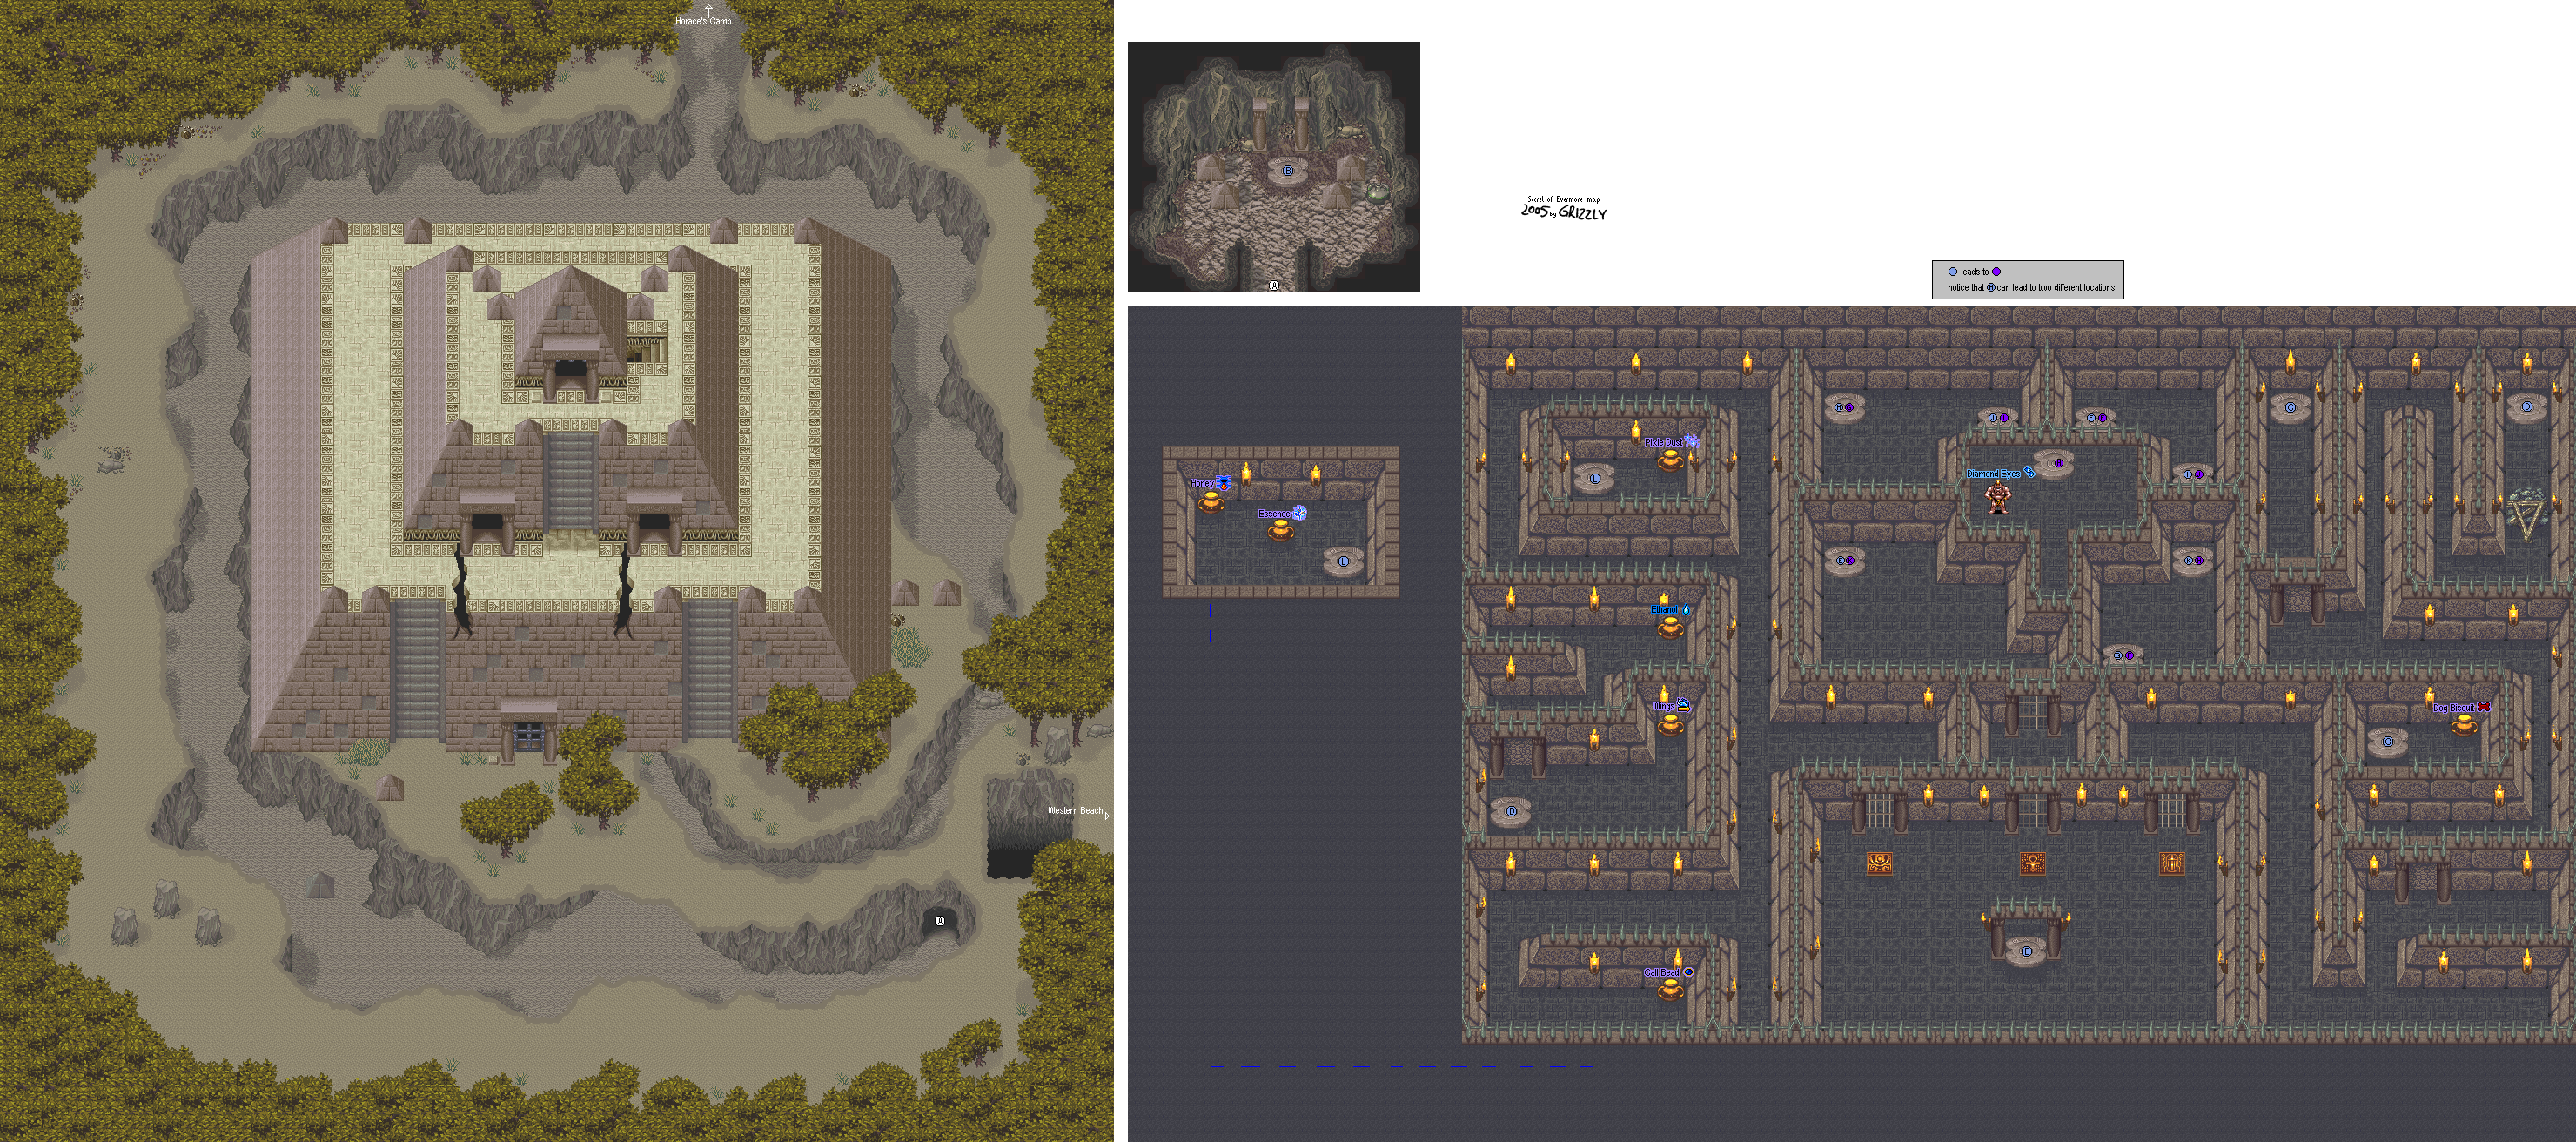 Horace's Camp
A
Western Beach
B
A
Secret of Evermore map
2005 by GRIZZLY
leads to
notice that H can lead to two different locations
Honey
Essence
L
Pixie Dust
L
Diamond Eyes
C
D
Ethanol
Wings
D
Dog Biscuit
C
B
Call Bead